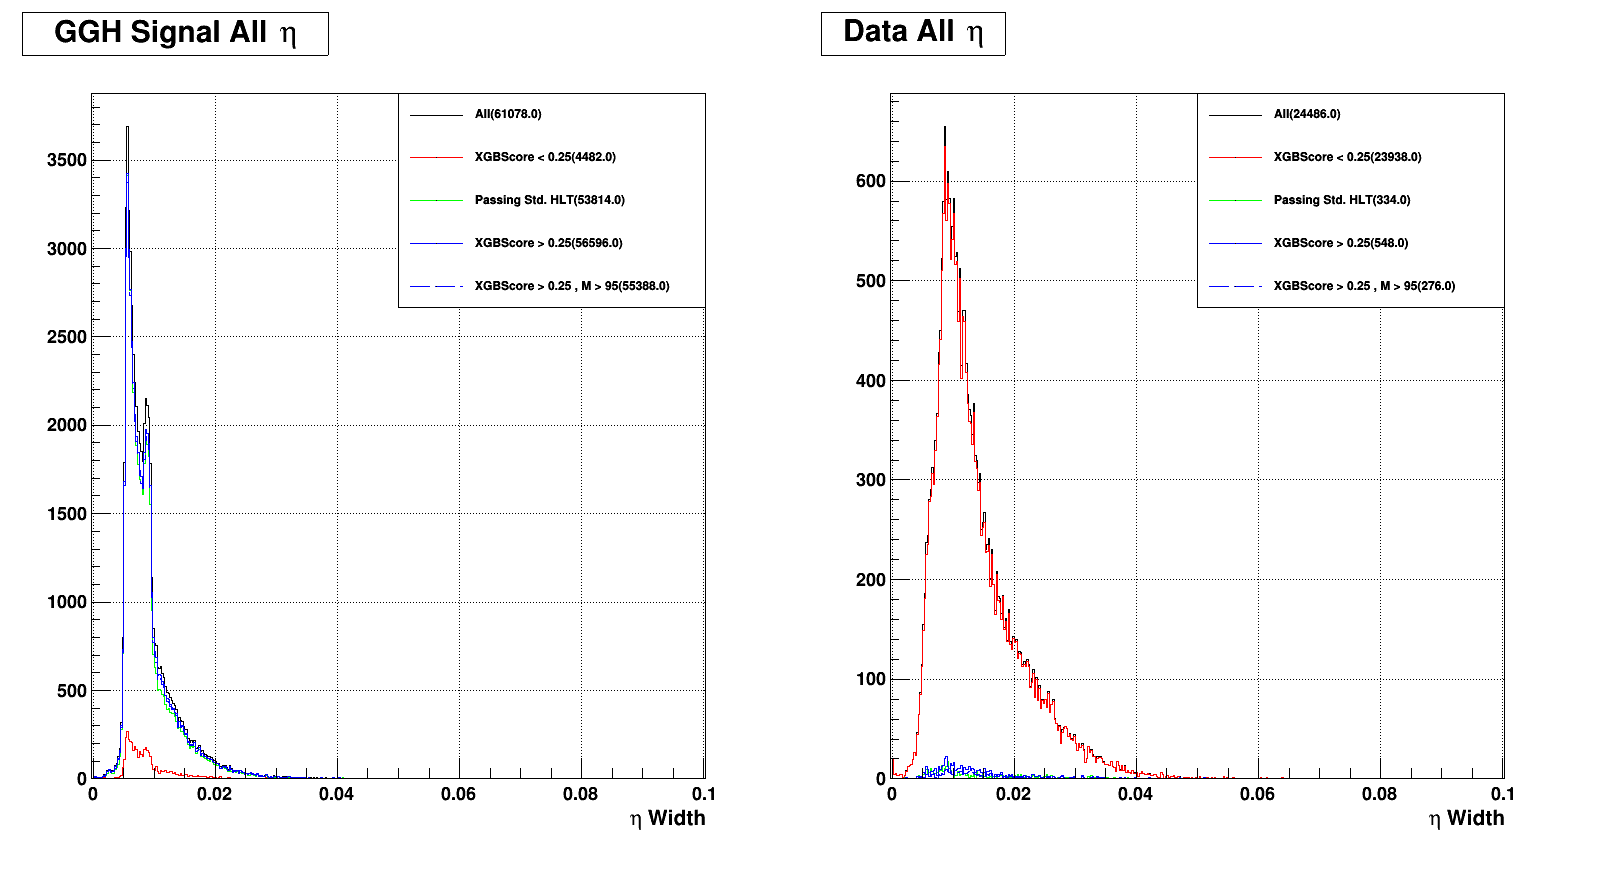 GGH Signal All η
All(61078.0)
XGBScore < 0.25(4482.0)
Passing Std. HLT(53814.0)
XGBScore > 0.25(56596.0)
XGBScore > 0.25 , M > 95(55388.0)
3500
3000
2500
2000
1500
1000
500
0
0 0.02 0.04 0.06 0.08 0.1
η Width
Data All η
All(24486.0)
XGBScore < 0.25(23938.0)
Passing Std. HLT(334.0)
XGBScore > 0.25(548.0)
XGBScore > 0.25 , M > 95(276.0)
600
500
400
300
200
100
0
0 0.02 0.04 0.06 0.08 0.1
η Width